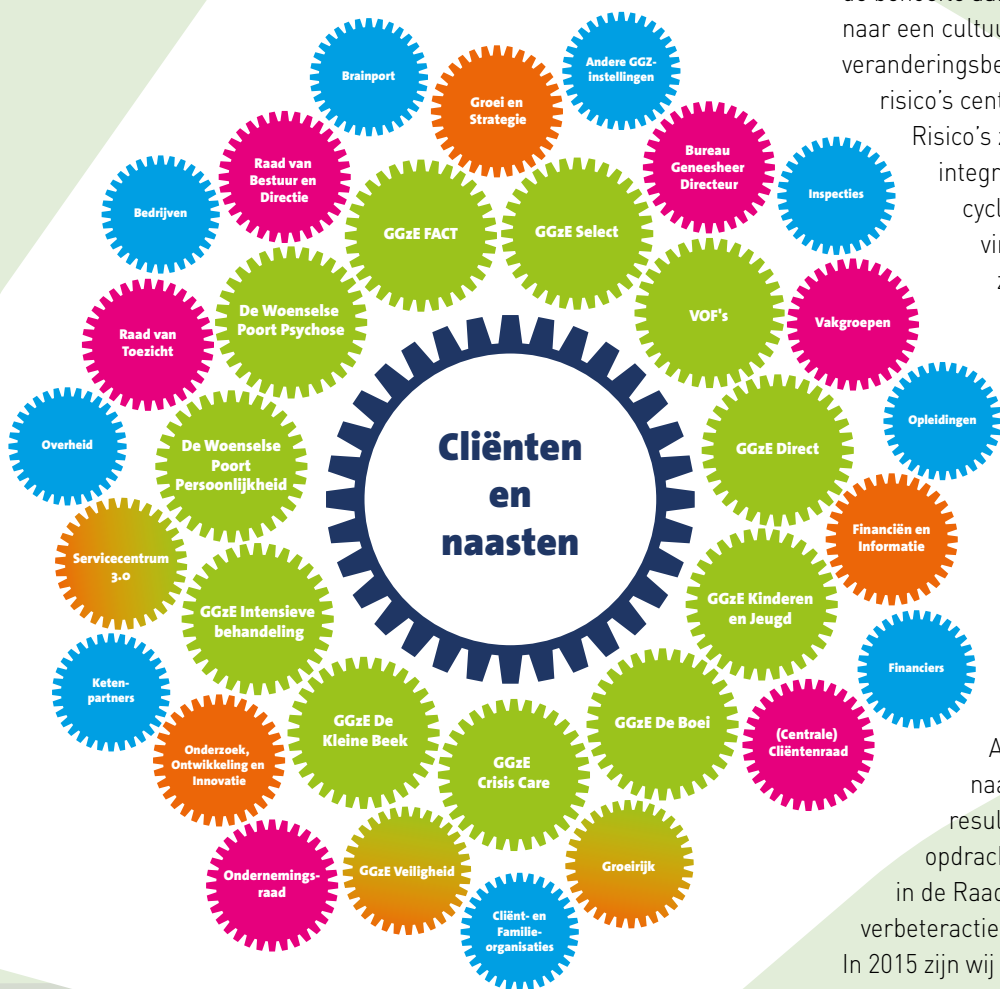 Brainport
Groei en
Strategie
Andere GGZ-
instellingen
Raad van
Bestuur en
Directie
Bureau
Geneesheer
Directeur
Bedrijven
Inspecties
GGzE FACT
GGzE Select
De Woenselse
Poort Psychose
VOF's
Raad van
Toezicht
Vakgroepen
Overheid
De Woenselse
Poort
Persoonlijkheid
Cliënten
en
naasten
GGzE Direct
Opleidingen
Servicecentrum
3.0
Financiën en
Informatie
GGzE Intensieve
behandeling
GGzE Kinderen
en Jeugd
Keten-
partners
Financiers
Onderzoek,
Ontwikkeling en
Innovatie
GGzE De
Kleine Beek
GGzE
Crisis Care
GGzE De Boei
(Centrale)
Cliëntenraad
Ondernemings-
raad
GGzE Veiligheid
Cliënt- en
Familie-
organisaties
Groeirijk
naar een cultuu
veranderingsbe
risico's cent
Risico's z
integr
cycl
vi
z
A
naa
resul
opdrach
in de Raad
verbeteractie
In 2015 zijn wij